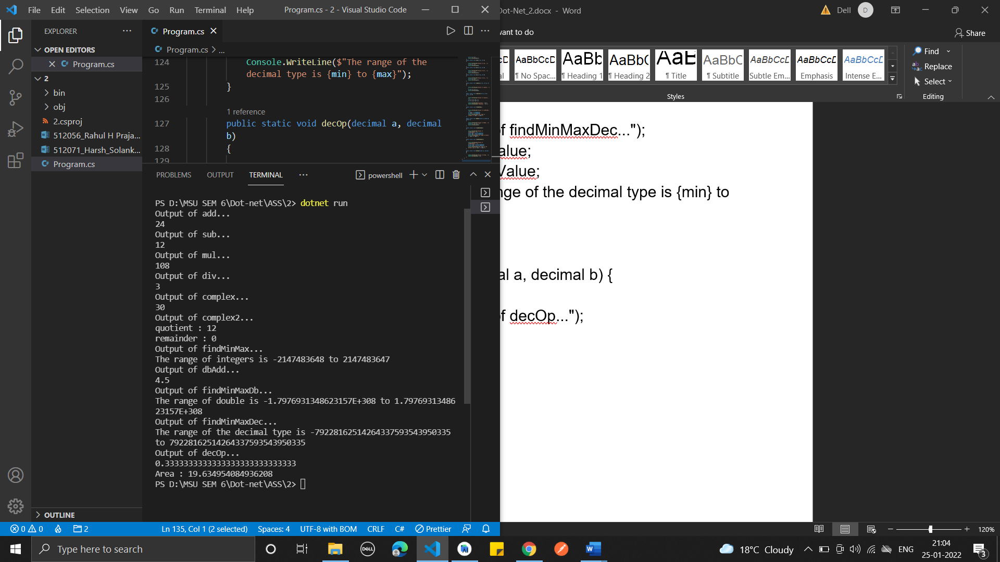 File Edit Selection View Go Run Terminal Help
Program.cs - 2 - Visual Studio Code
EXPLORER
OPEN EDITORS
Program.cs
2
bin
obj
2.csproj
512056_Rahul H Praja...
512071_Harsh_Solank...
Program.cs
OUTLINE
Program.cs
Program.cs > ...
124 Console.WriteLine($"The range of the
decimal type is {min} to {max}");
125 }
126
1 reference
127 public static void decOp(decimal a, decimal
b)
128 {
129
PROBLEMS OUTPUT TERMINAL
powershell
PS D:\MSU SEM 6\Dot-net\ASS\2> dotnet run
Output of add...
24
Output of sub...
12
Output of mul...
108
Output of div...
3
Output of complex...
30
Output of complex2...
quotient : 12
remainder : 0
Output of findMinMax...
The range of integers is -2147483648 to 2147483647
Output of dbAdd...
4.5
Output of findMinMaxDb...
The range of double is -1.7976931348623157E+308 to 1.79769313486
23157E+308
Output of findMinMaxDec...
The range of the decimal type is -79228162514264337593543950335
to 79228162514264337593543950335
Output of decOp...
0.3333333333333333333333333333
Area : 19.634954084936208
PS D:\MSU SEM 6\Dot-net\ASS\2>
0 0 2 Ln 135, Col 1 (2 selected) Spaces: 4 UTF-8 with BOM CRLF C# Prettier
Dot-Net_2.docx - Word
Dell D
want to do
Share
AaBbCcD AaBb AaBbC AaB AaBbC AaBbCcD AaBbCcD AaBbCcD
¶ No Spac... ¶ Heading 1 ¶ Heading 2 ¶ Title ¶ Subtitle Subtle Em... Emphasis Intense E...
Styles
Find
Replace
Select
Editing
f findMinMaxDec...");
alue;
Value;
nge of the decimal type is {min} to
al a, decimal b) {
f decOp...");
120%
Type here to search
DELL
18°C Cloudy
ENG
21:04
25-01-2022
3